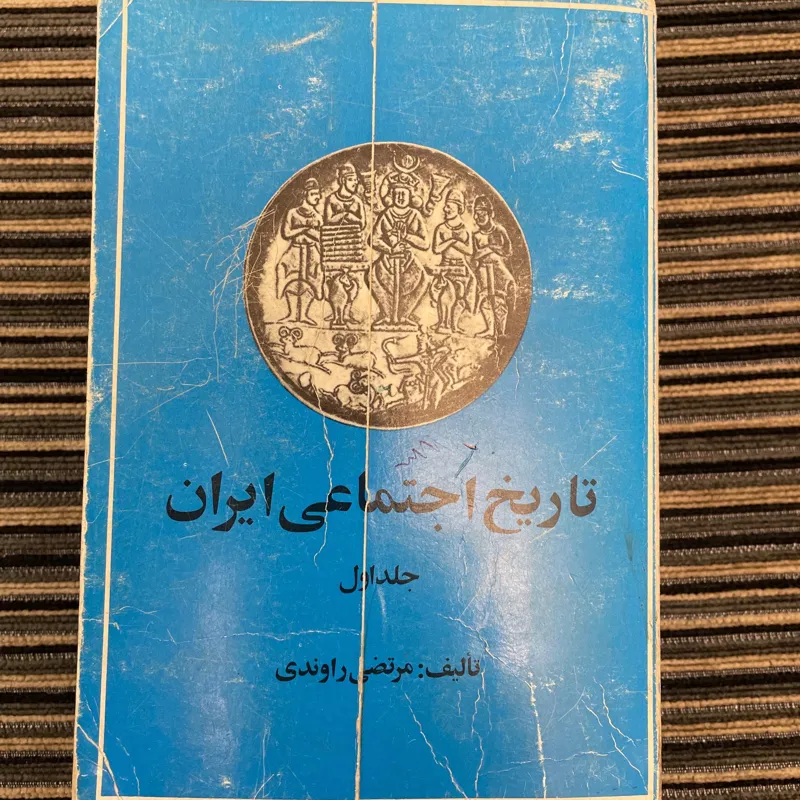 تاریخ اجتماعی ایران
جلد اول
تألیف: مرتضی راوندی